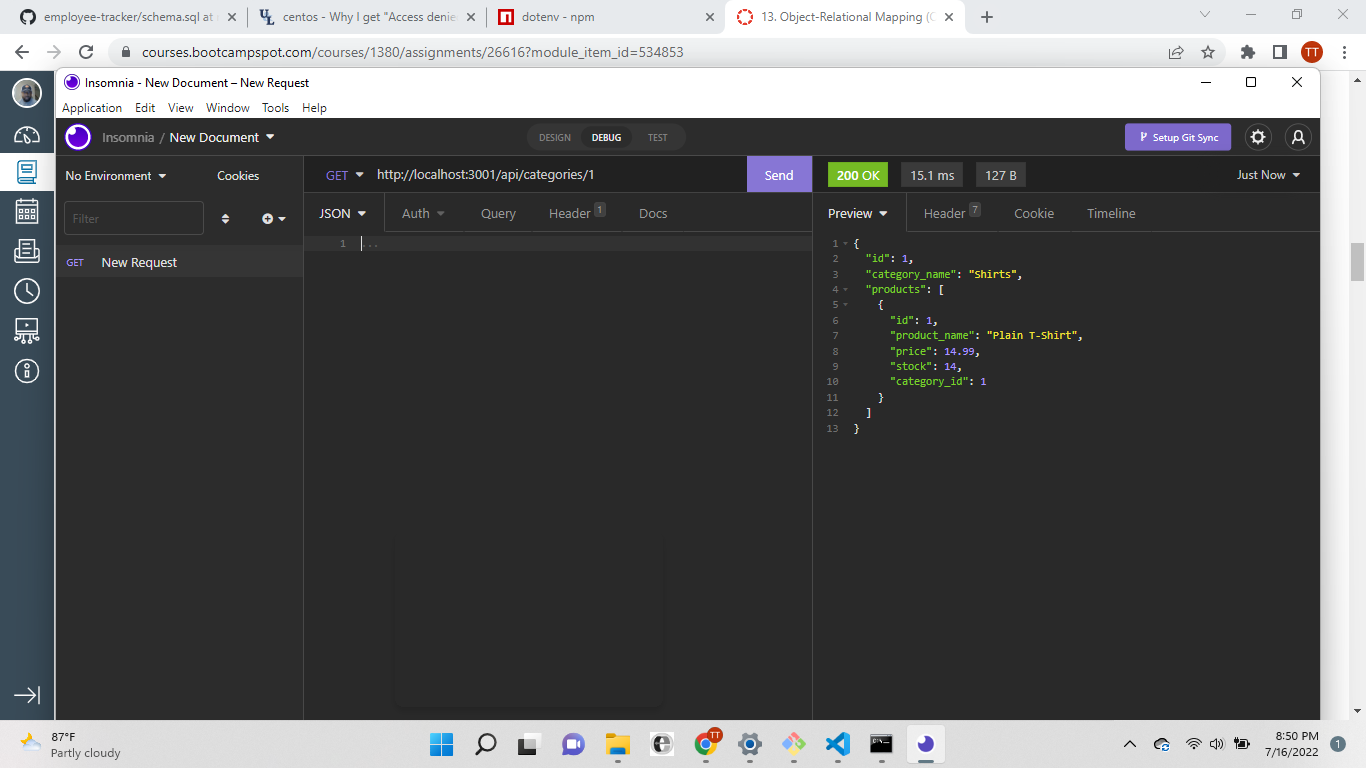 employee-tracker/schema.sql at
centos - Why I get "Access denie
dotenv - npm
13. Object-Relational Mapping (C
courses.bootcampspot.com/courses/1380/assignments/26616?module_item_id=534853
TT
Insomnia - New Document – New Request
Application Edit View Window Tools Help
Insomnia / New Document
DESIGN DEBUG TEST
Setup Git Sync
No Environment Cookies
GET http://localhost:3001/api/categories/1 Send
200 OK 15.1 ms 127 B Just Now
Filter
JSON Auth Query Header 1 Docs
Preview Header 7 Cookie Timeline
GET New Request
1 ...
1 {
2 "id": 1,
3 "category_name": "Shirts",
4 "products": [
5 {
6 "id": 1,
7 "product_name": "Plain T-Shirt",
8 "price": 14.99,
9 "stock": 14,
10 "category_id": 1
11 }
12 ]
13 }
87°F
Partly cloudy
TT
8:50 PM
7/16/2022
1